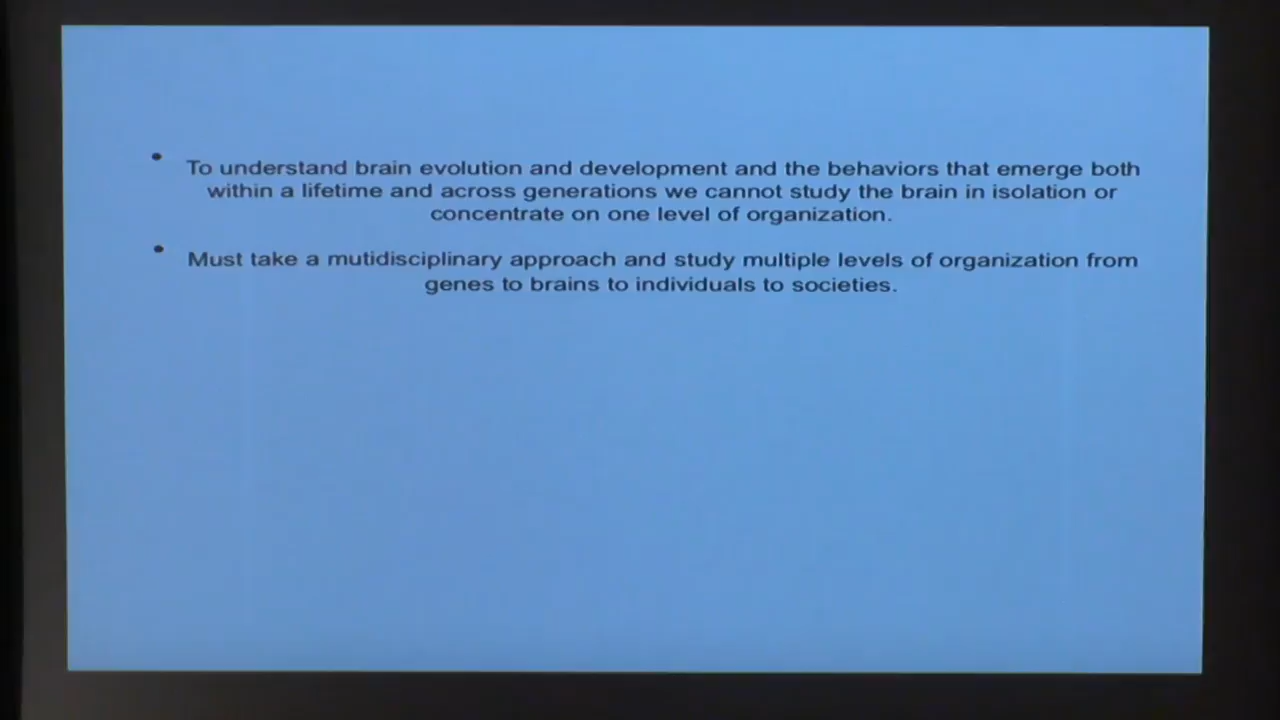 • To understand brain evolution and development and the behaviors that emerge both
within a lifetime and across generations we cannot study the brain in isolation or
concentrate on one level of organization.
• Must take a mutidisciplinary approach and study multiple levels of organization from
genes to brains to individuals to societies.